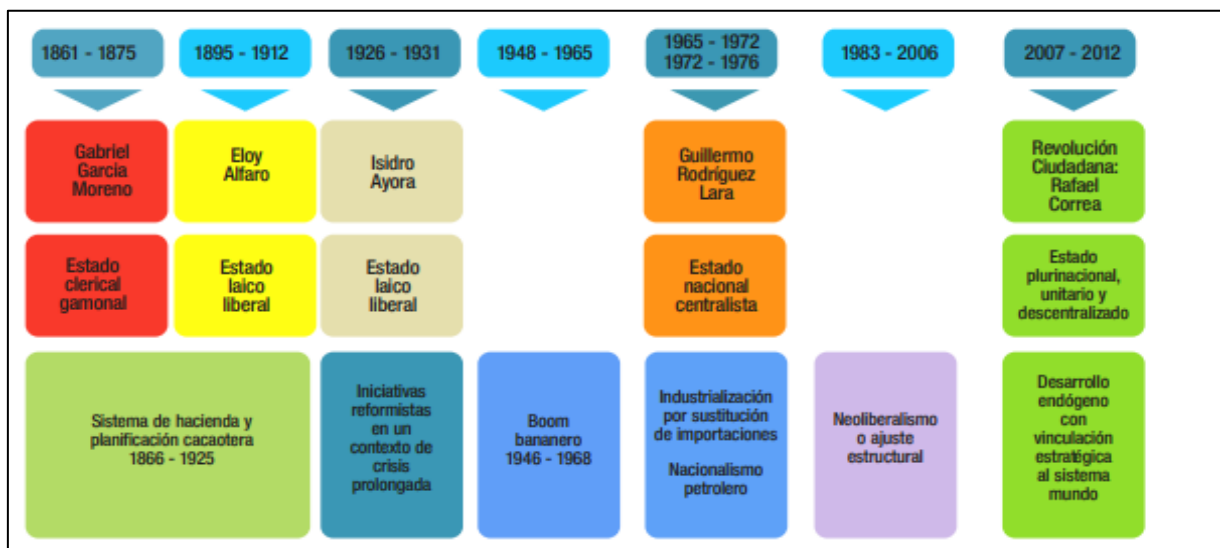 1861 - 1875
1895 - 1912
1926 - 1931
1948 - 1965
1965 - 1972
1972 - 1976
1983 - 2006
2007 - 2012
Gabriel
Garcia
Moreno
Eloy
Alfaro
Isidro
Ayora
Guillermo
Rodríguez
Lara
Revolución
Ciudadana:
Rafael
Correa
Estado
clerical
gamonal
Estado
laico
liberal
Estado
laico
liberal
Estado
nacional
centralista
Estado
plurinacional,
unitario y
descentralizado
Sistema de hacienda y
planificación cacaotera
1866 - 1925
Iniciativas
reformistas
en un
contexto de
crisis
prolongada
Boom
bananero
1946 - 1968
Industrialización
por sustitución
de importaciones
Nacionalismo
petrolero
Neoliberalismo
o ajuste
estructural
Desarrollo
endógeno
con
vinculación
estratégica
al sistema
mundo